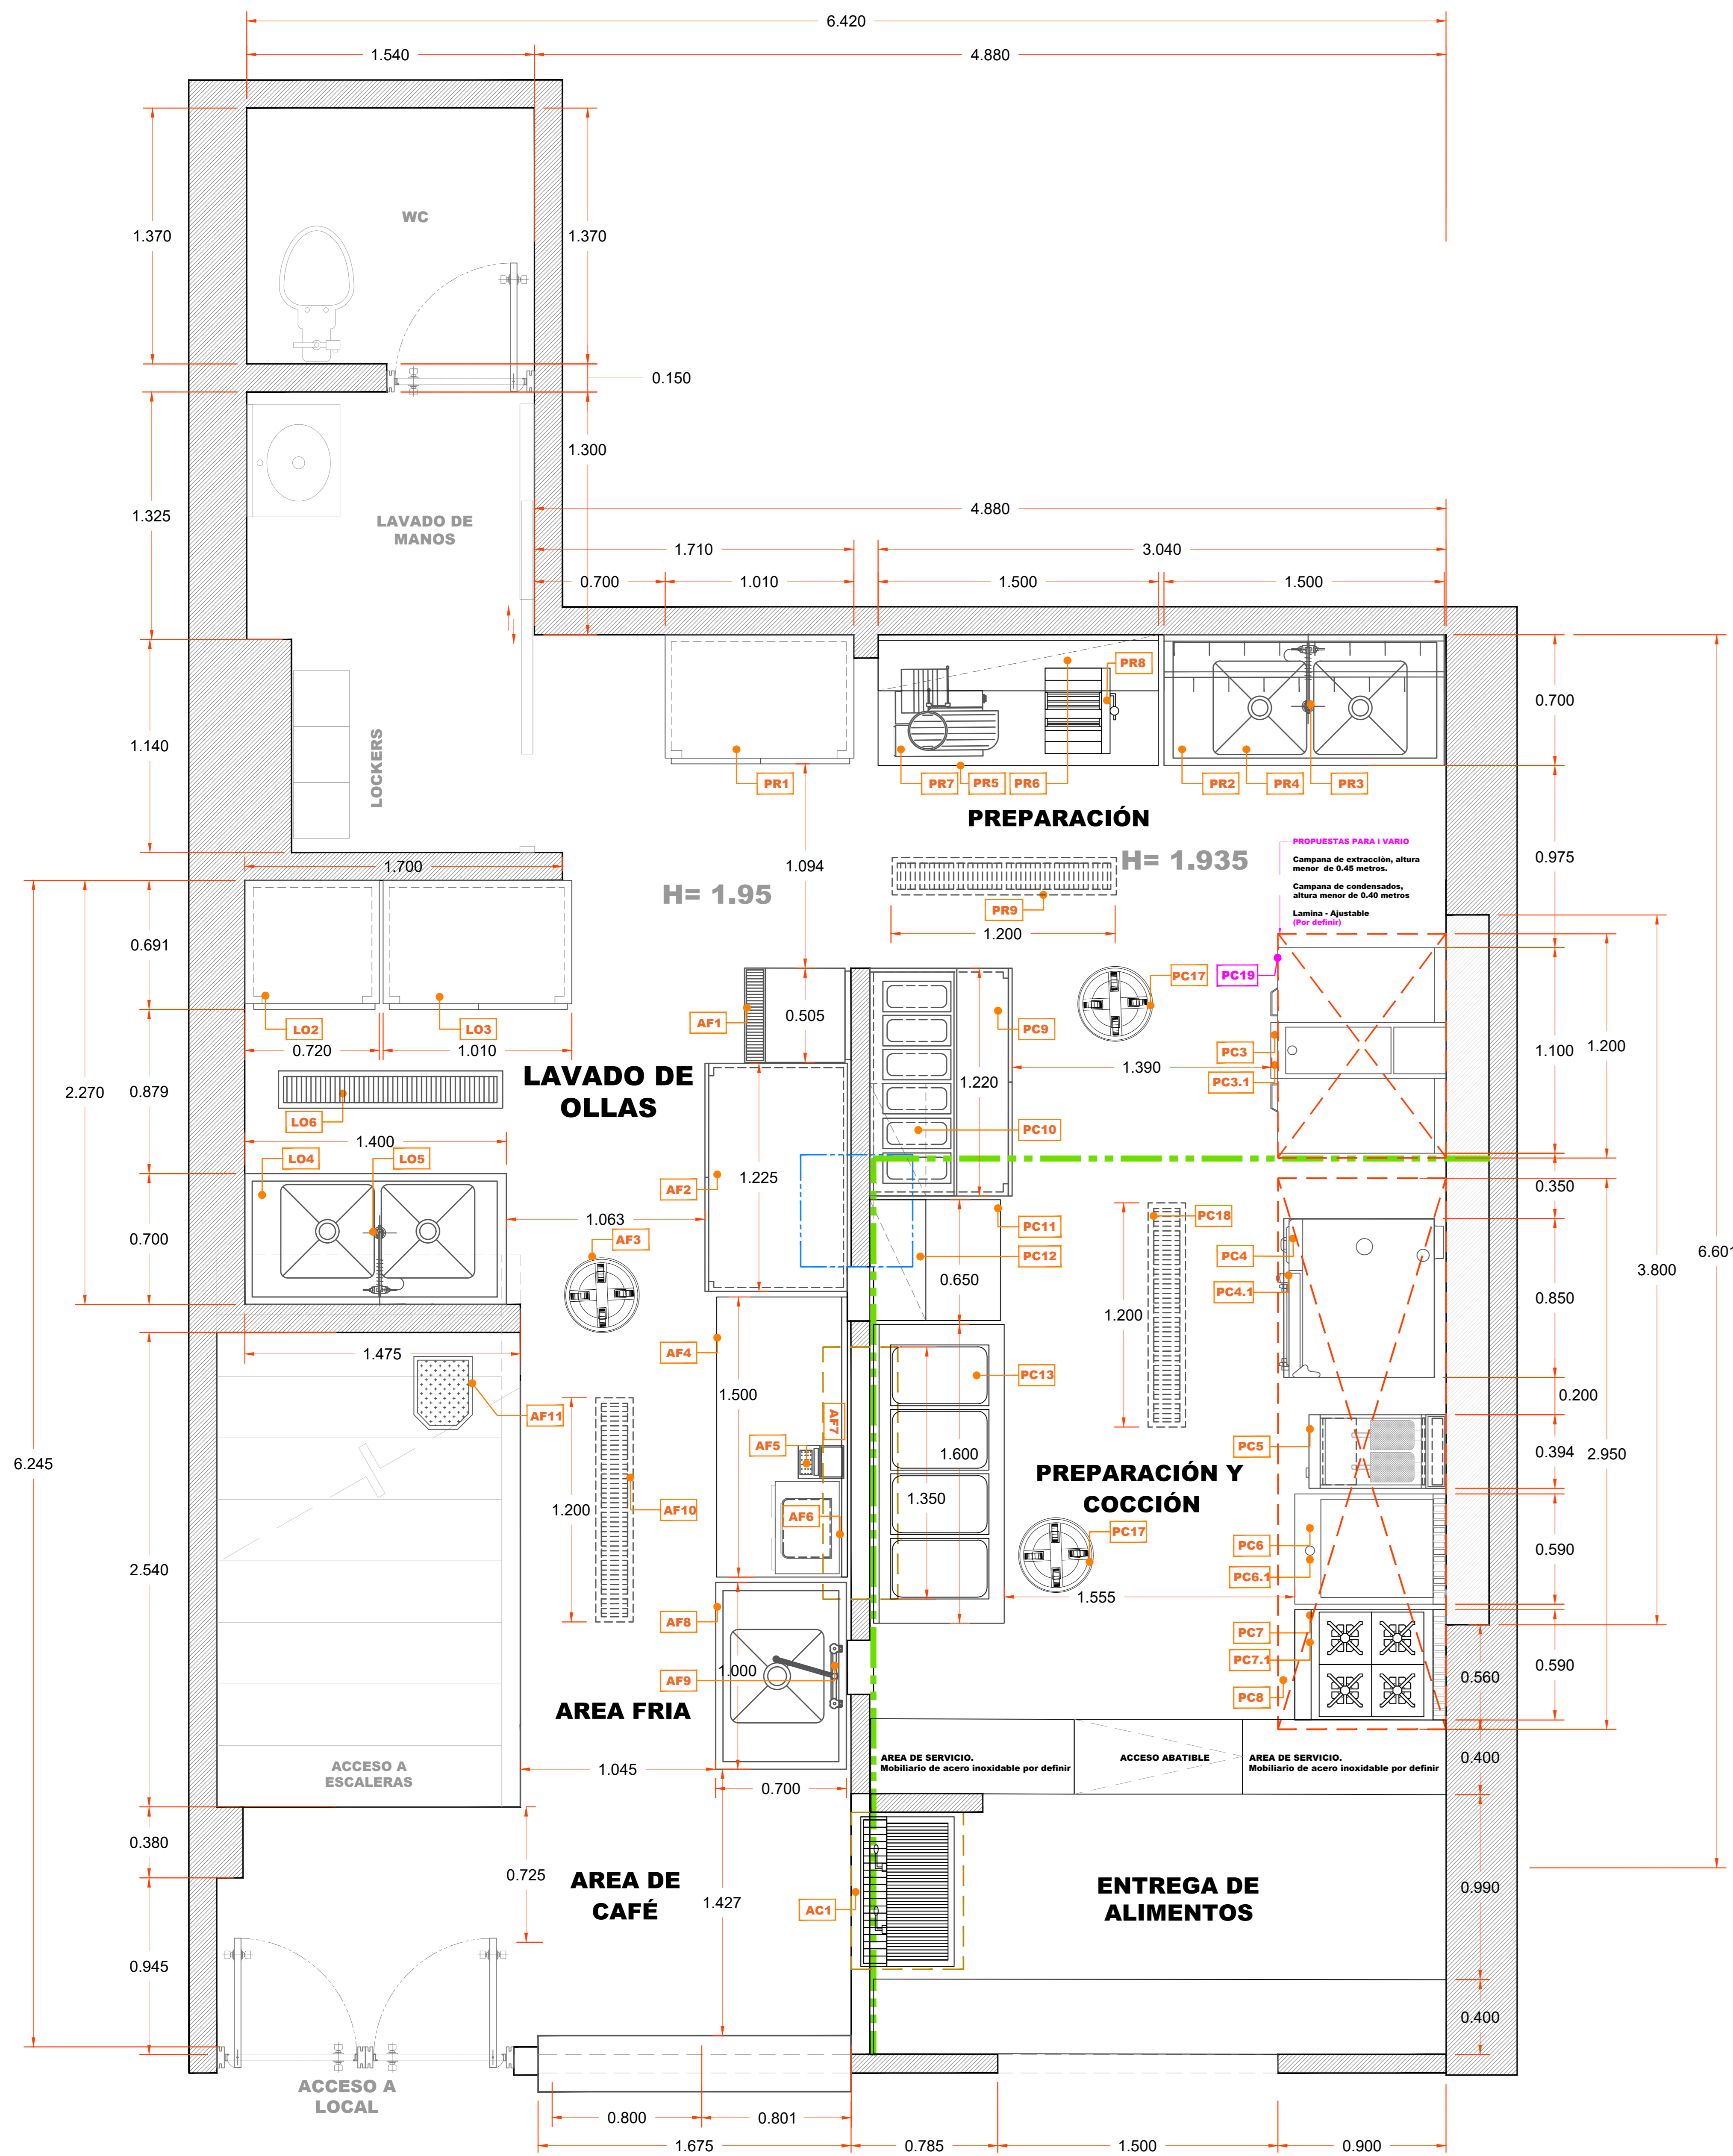 6.420
1.540
4.880
WC
1.370
1.370
0.150
1.300
1.325
LAVADO DE
MANOS
4.880
1.710
3.040
0.700
1.010
1.500
1.500
PR8
0.700
1.140
LOCKERS
PR1
PR7
PR5
PR6
PR2
PR4
PR3
PREPARACIÓN
PROPUESTAS PARA i VARIO
Campana de extracción, altura
menor de 0.45 metros.
Campana de condensados,
altura menor de 0.40 metros
Lamina - Ajustable
(Por definir)
0.975
1.700
1.094
H= 1.935
H= 1.95
PR9
1.200
0.691
PC17
PC19
AF1
0.505
PC9
LO2
LO3
0.720
1.010
PC3
1.100
1.200
1.390
PC3.1
LAVADO DE
OLLAS
1.220
2.270
0.879
LO6
PC10
1.400
LO4
LO5
AF2
1.225
0.350
1.063
PC11
PC18
0.700
AF3
PC12
PC4
6.601
3.800
0.650
PC4.1
0.850
1.200
1.475
AF4
PC13
1.500
0.200
AF11
AF7
AF5
PC5
0.394
2.950
1.600
6.245
PREPARACIÓN Y
COCCIÓN
1.350
1.200
AF10
AF6
PC17
PC6
0.590
2.540
PC6.1
1.555
AF8
PC7
PC7.1
0.590
1.000
AF9
0.560
PC8
AREA FRIA
AREA DE SERVICIO.
Mobiliario de acero inoxidable por definir
ACCESO ABATIBLE
AREA DE SERVICIO.
Mobiliario de acero inoxidable por definir
0.400
ACCESO A
ESCALERAS
1.045
0.700
0.380
0.725
AREA DE
CAFÉ
1.427
AC1
ENTREGA DE
ALIMENTOS
0.990
0.945
0.400
ACCESO A
LOCAL
0.800
0.801
1.675
0.785
1.500
0.900